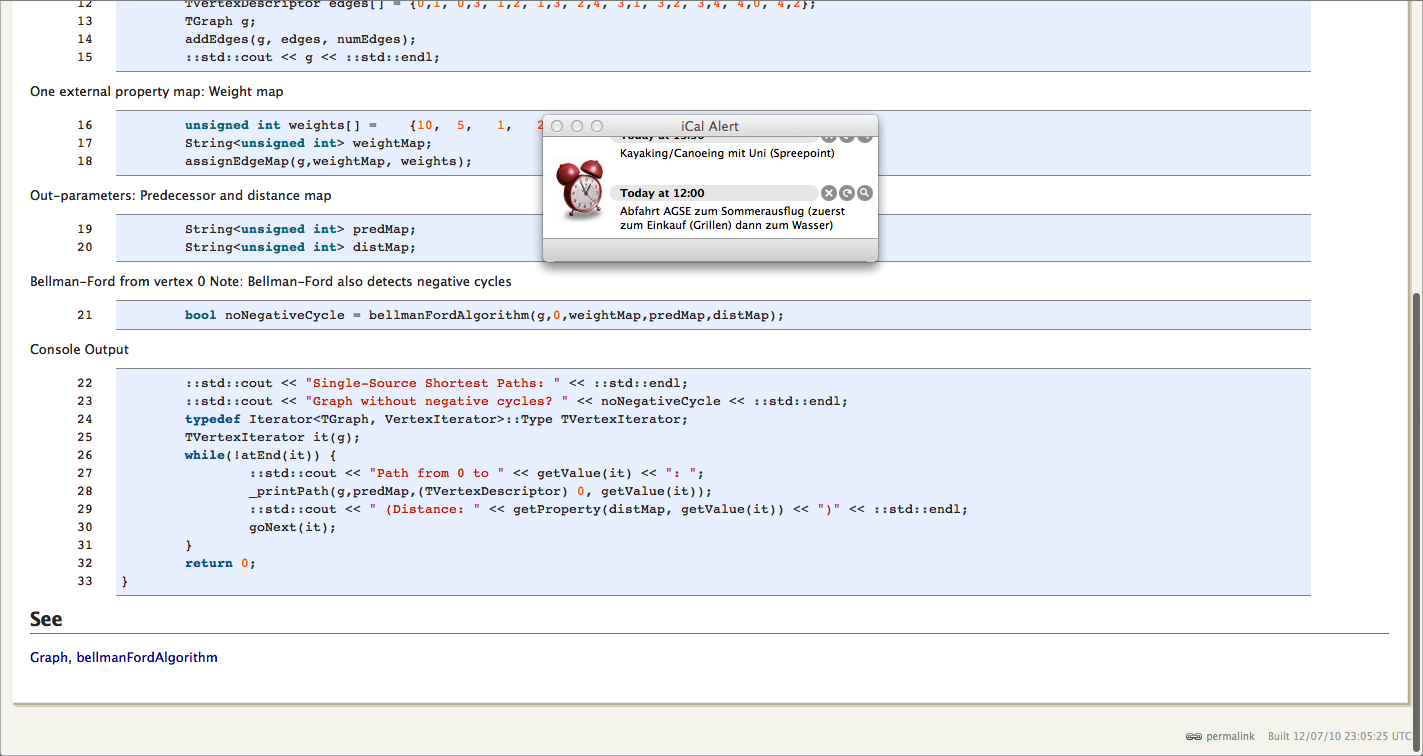 12 TVertexDescriptor edges[] = {0,1, 0,3, 1,2, 1,3, 2,4, 3,1, 3,2, 3,4, 4,0, 4,2};
13 TGraph g;
14 addEdges(g, edges, numEdges);
15 ::std::cout << g << ::std::endl;
One external property map: Weight map
16 unsigned int weights[] = {10, 5, 1, 2
17 String<unsigned int> weightMap;
18 assignEdgeMap(g,weightMap, weights);
Out-parameters: Predecessor and distance map
19 String<unsigned int> predMap;
20 String<unsigned int> distMap;
iCal Alert
Today at 13:30
Kayaking/Canoeing mit Uni (Spreepoint)
Today at 12:00
Abfahrt AGSE zum Sommerausflug (zuerst
zum Einkauf (Grillen) dann zum Wasser)
Bellman-Ford from vertex 0 Note: Bellman-Ford also detects negative cycles
21 bool noNegativeCycle = bellmanFordAlgorithm(g,0,weightMap,predMap,distMap);
Console Output
22 ::std::cout << "Single-Source Shortest Paths: " << ::std::endl;
23 ::std::cout << "Graph without negative cycles? " << noNegativeCycle << ::std::endl;
24 typedef Iterator<TGraph, VertexIterator>::Type TVertexIterator;
25 TVertexIterator it(g);
26 while(!atEnd(it)) {
27 ::std::cout << "Path from 0 to " << getValue(it) << ": ";
28 _printPath(g,predMap,(TVertexDescriptor) 0, getValue(it));
29 ::std::cout << " (Distance: " << getProperty(distMap, getValue(it)) << ")" << ::std::endl;
30 goNext(it);
31 }
32 return 0;
33 }
See
Graph, bellmanFordAlgorithm
permalink Built 12/07/10 23:05:25 UTC